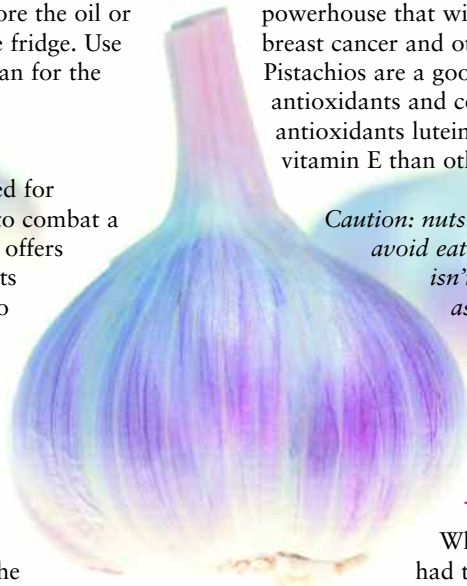 ore the oil or
fridge. Use
an for the
ed for
to combat a
offers
ts
o
he
powerhouse that wi
breast cancer and o
Pistachios are a goo
antioxidants and c
antioxidants lutein
vitamin E than oth
Caution: nuts
avoid eat
isn'
as
Wh
had t